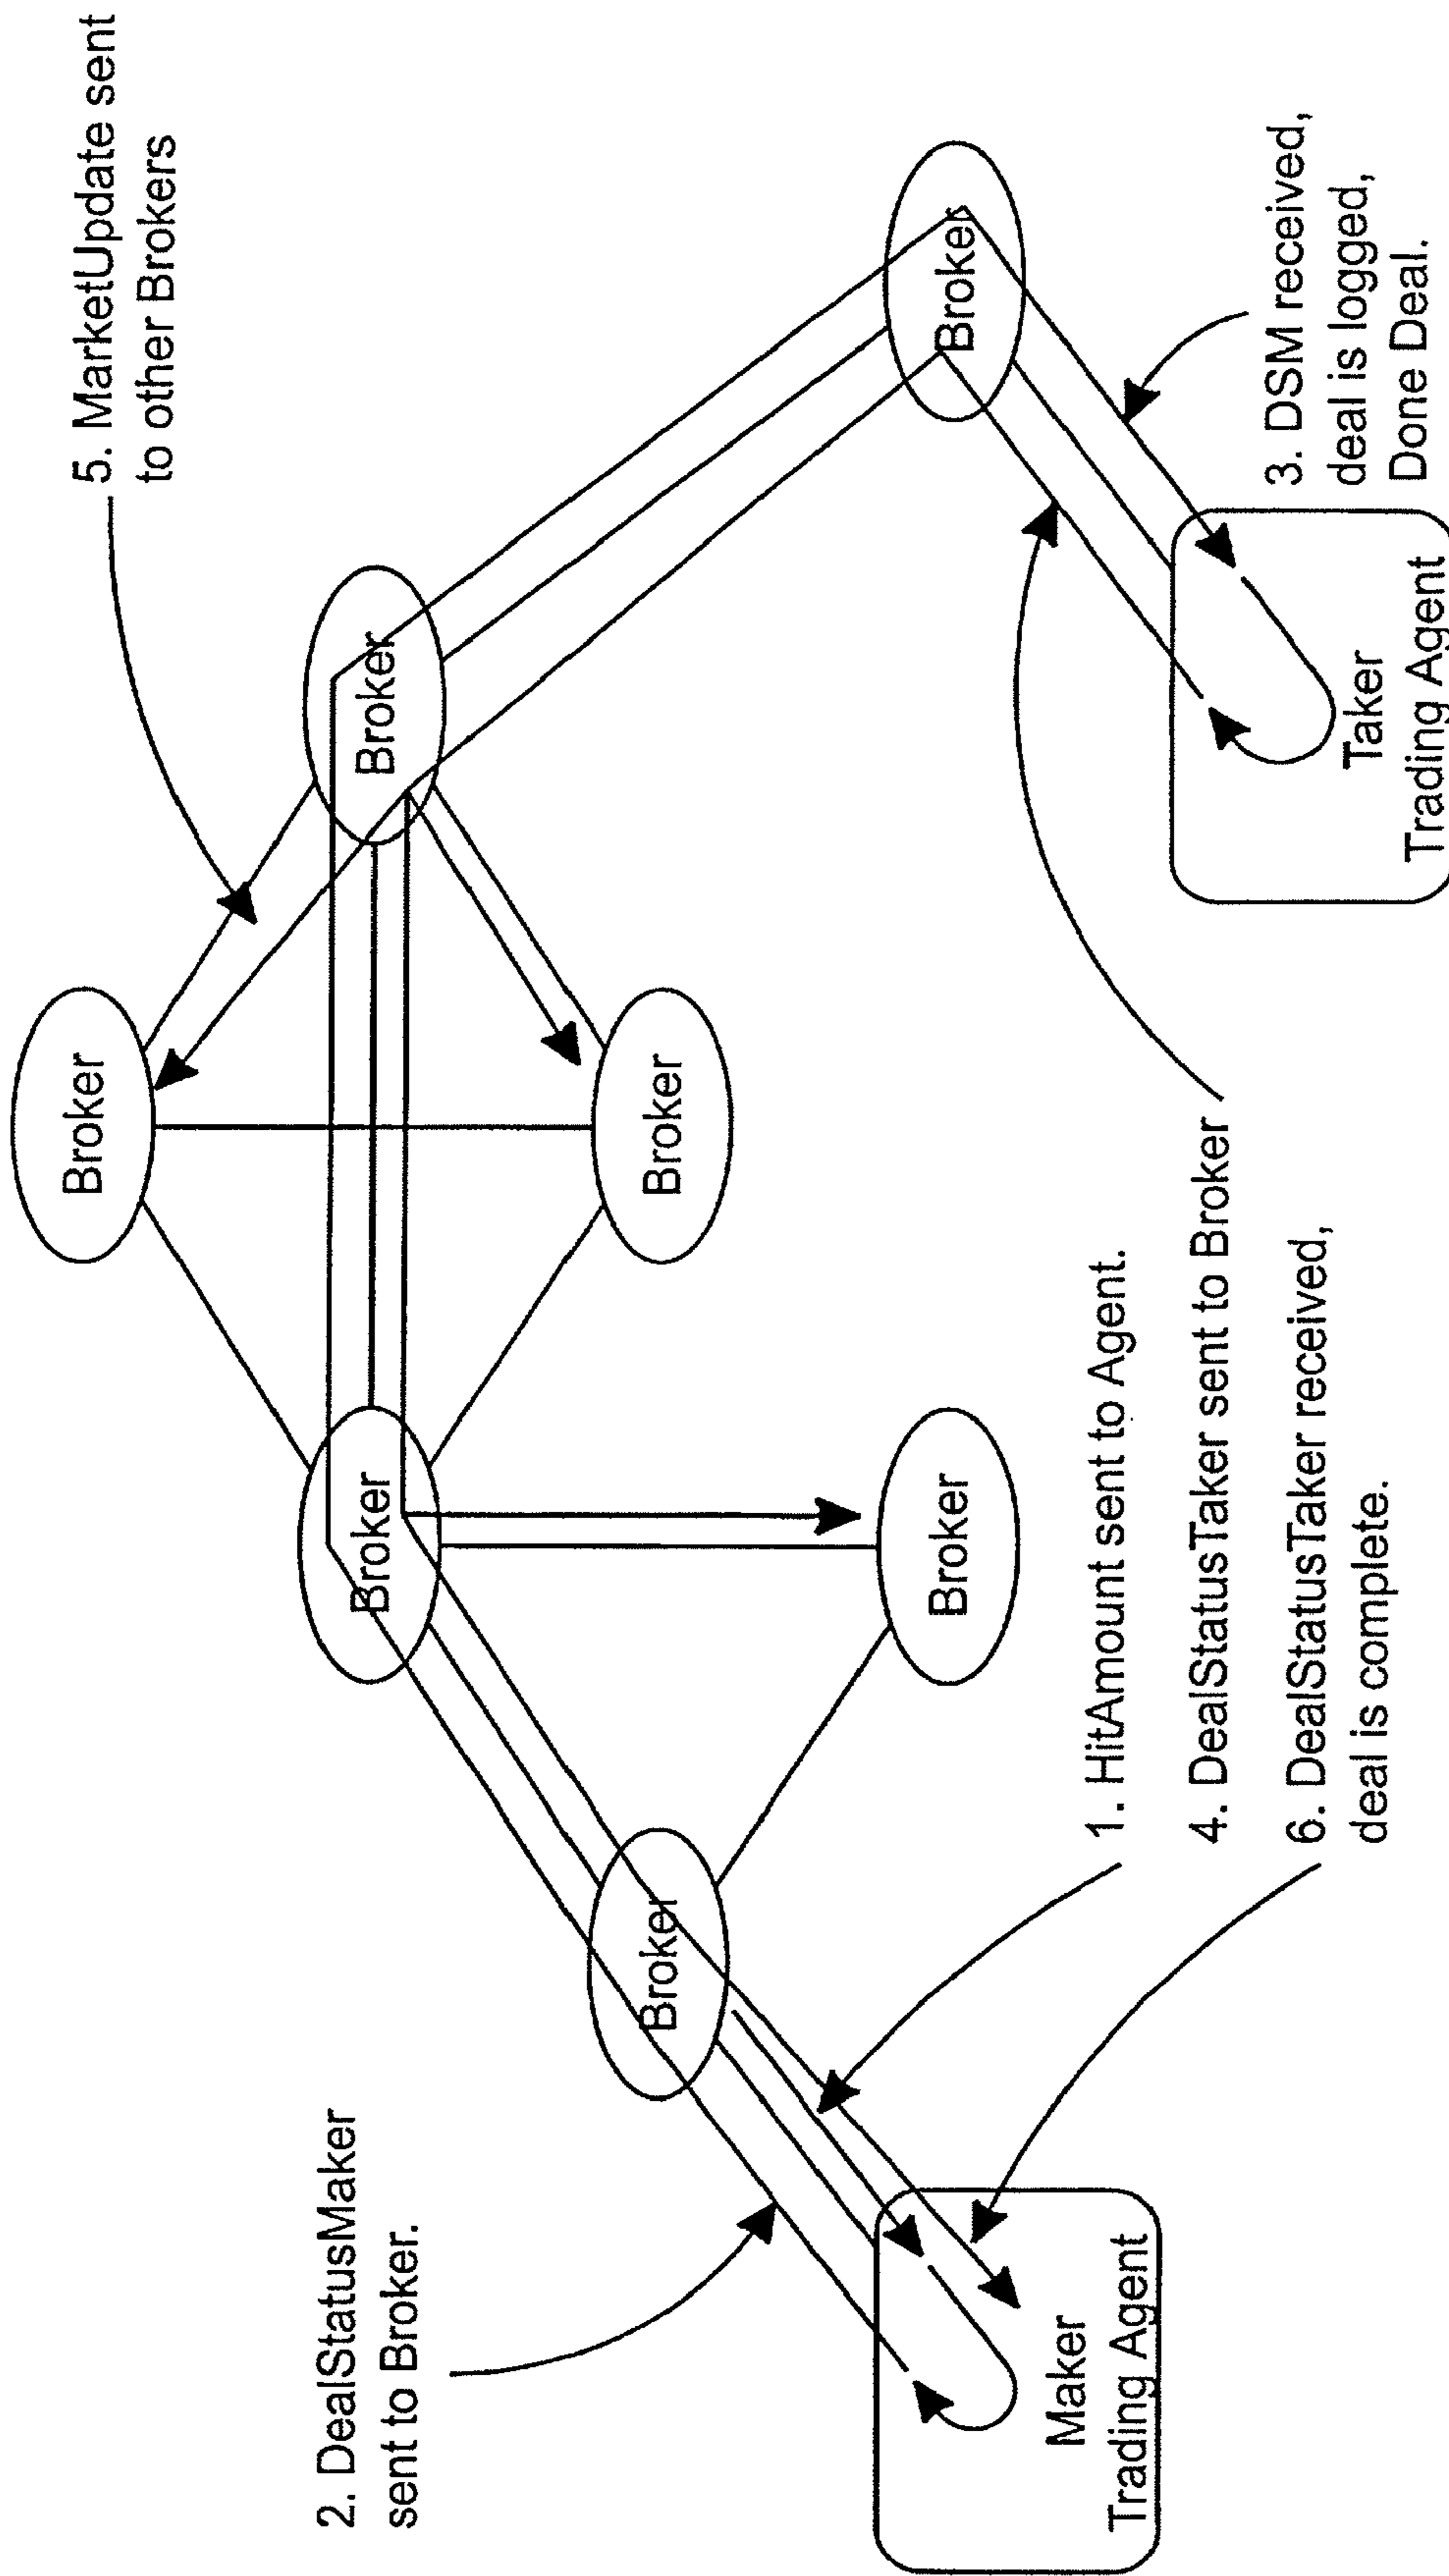 5. MarketUpdate sent
to other Brokers
2. DealStatusMaker
sent to Broker.
Broker
Broker
Broker
Broker
Broker
Broker
Broker
1. HitAmount sent to Agent.
4. DealStatusTaker sent to Broker
6. DealStatusTaker received,
deal is complete.
3. DSM received,
deal is logged,
Done Deal.
Maker
Trading Agent
Taker
Trading Agent